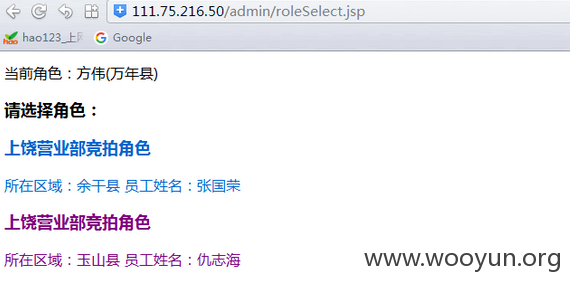 111.75.216.50/admin/roleSelect.jsp
hao123_上网 Google
当前角色：方伟(万年县)
请选择角色：
上饶营业部竞拍角色
所在区域：余干县 员工姓名：张国荣
上饶营业部竞拍角色
所在区域：玉山县 员工姓名：仇志海
www.wooyun.org